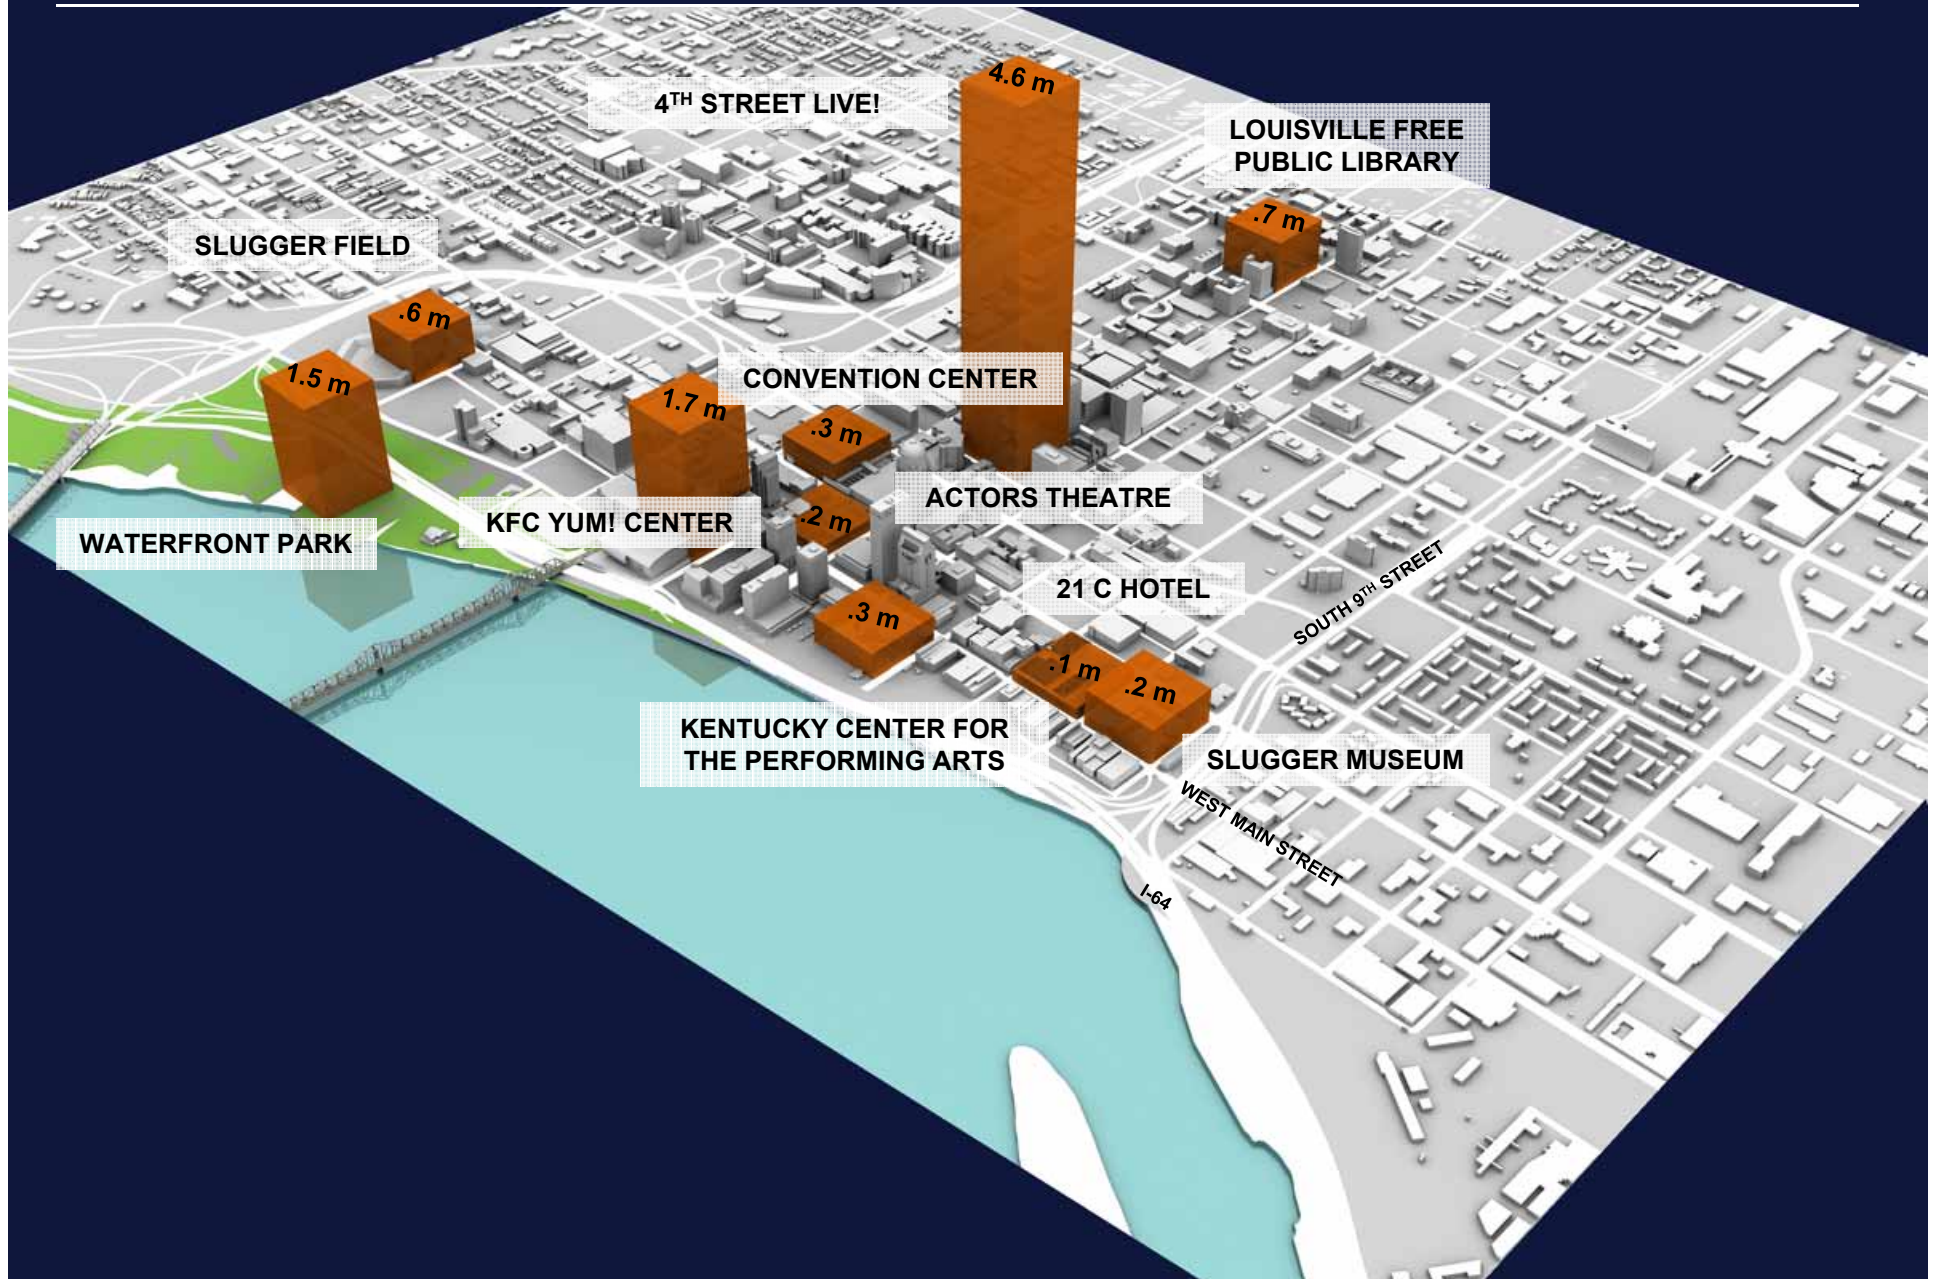 4.6 m
4TH STREET LIVE!
LOUISVILLE FREE
PUBLIC LIBRARY
.7 m
SLUGGER FIELD
.6 m
1.5 m
CONVENTION CENTER
1.7 m
.3 m
ACTORS THEATRE
.2 m
KFC YUM! CENTER
WATERFRONT PARK
21 C HOTEL
SOUTH 9TH STREET
.3 m
.1 m
.2 m
KENTUCKY CENTER FOR
THE PERFORMING ARTS
SLUGGER MUSEUM
WEST MAIN STREET
I-64